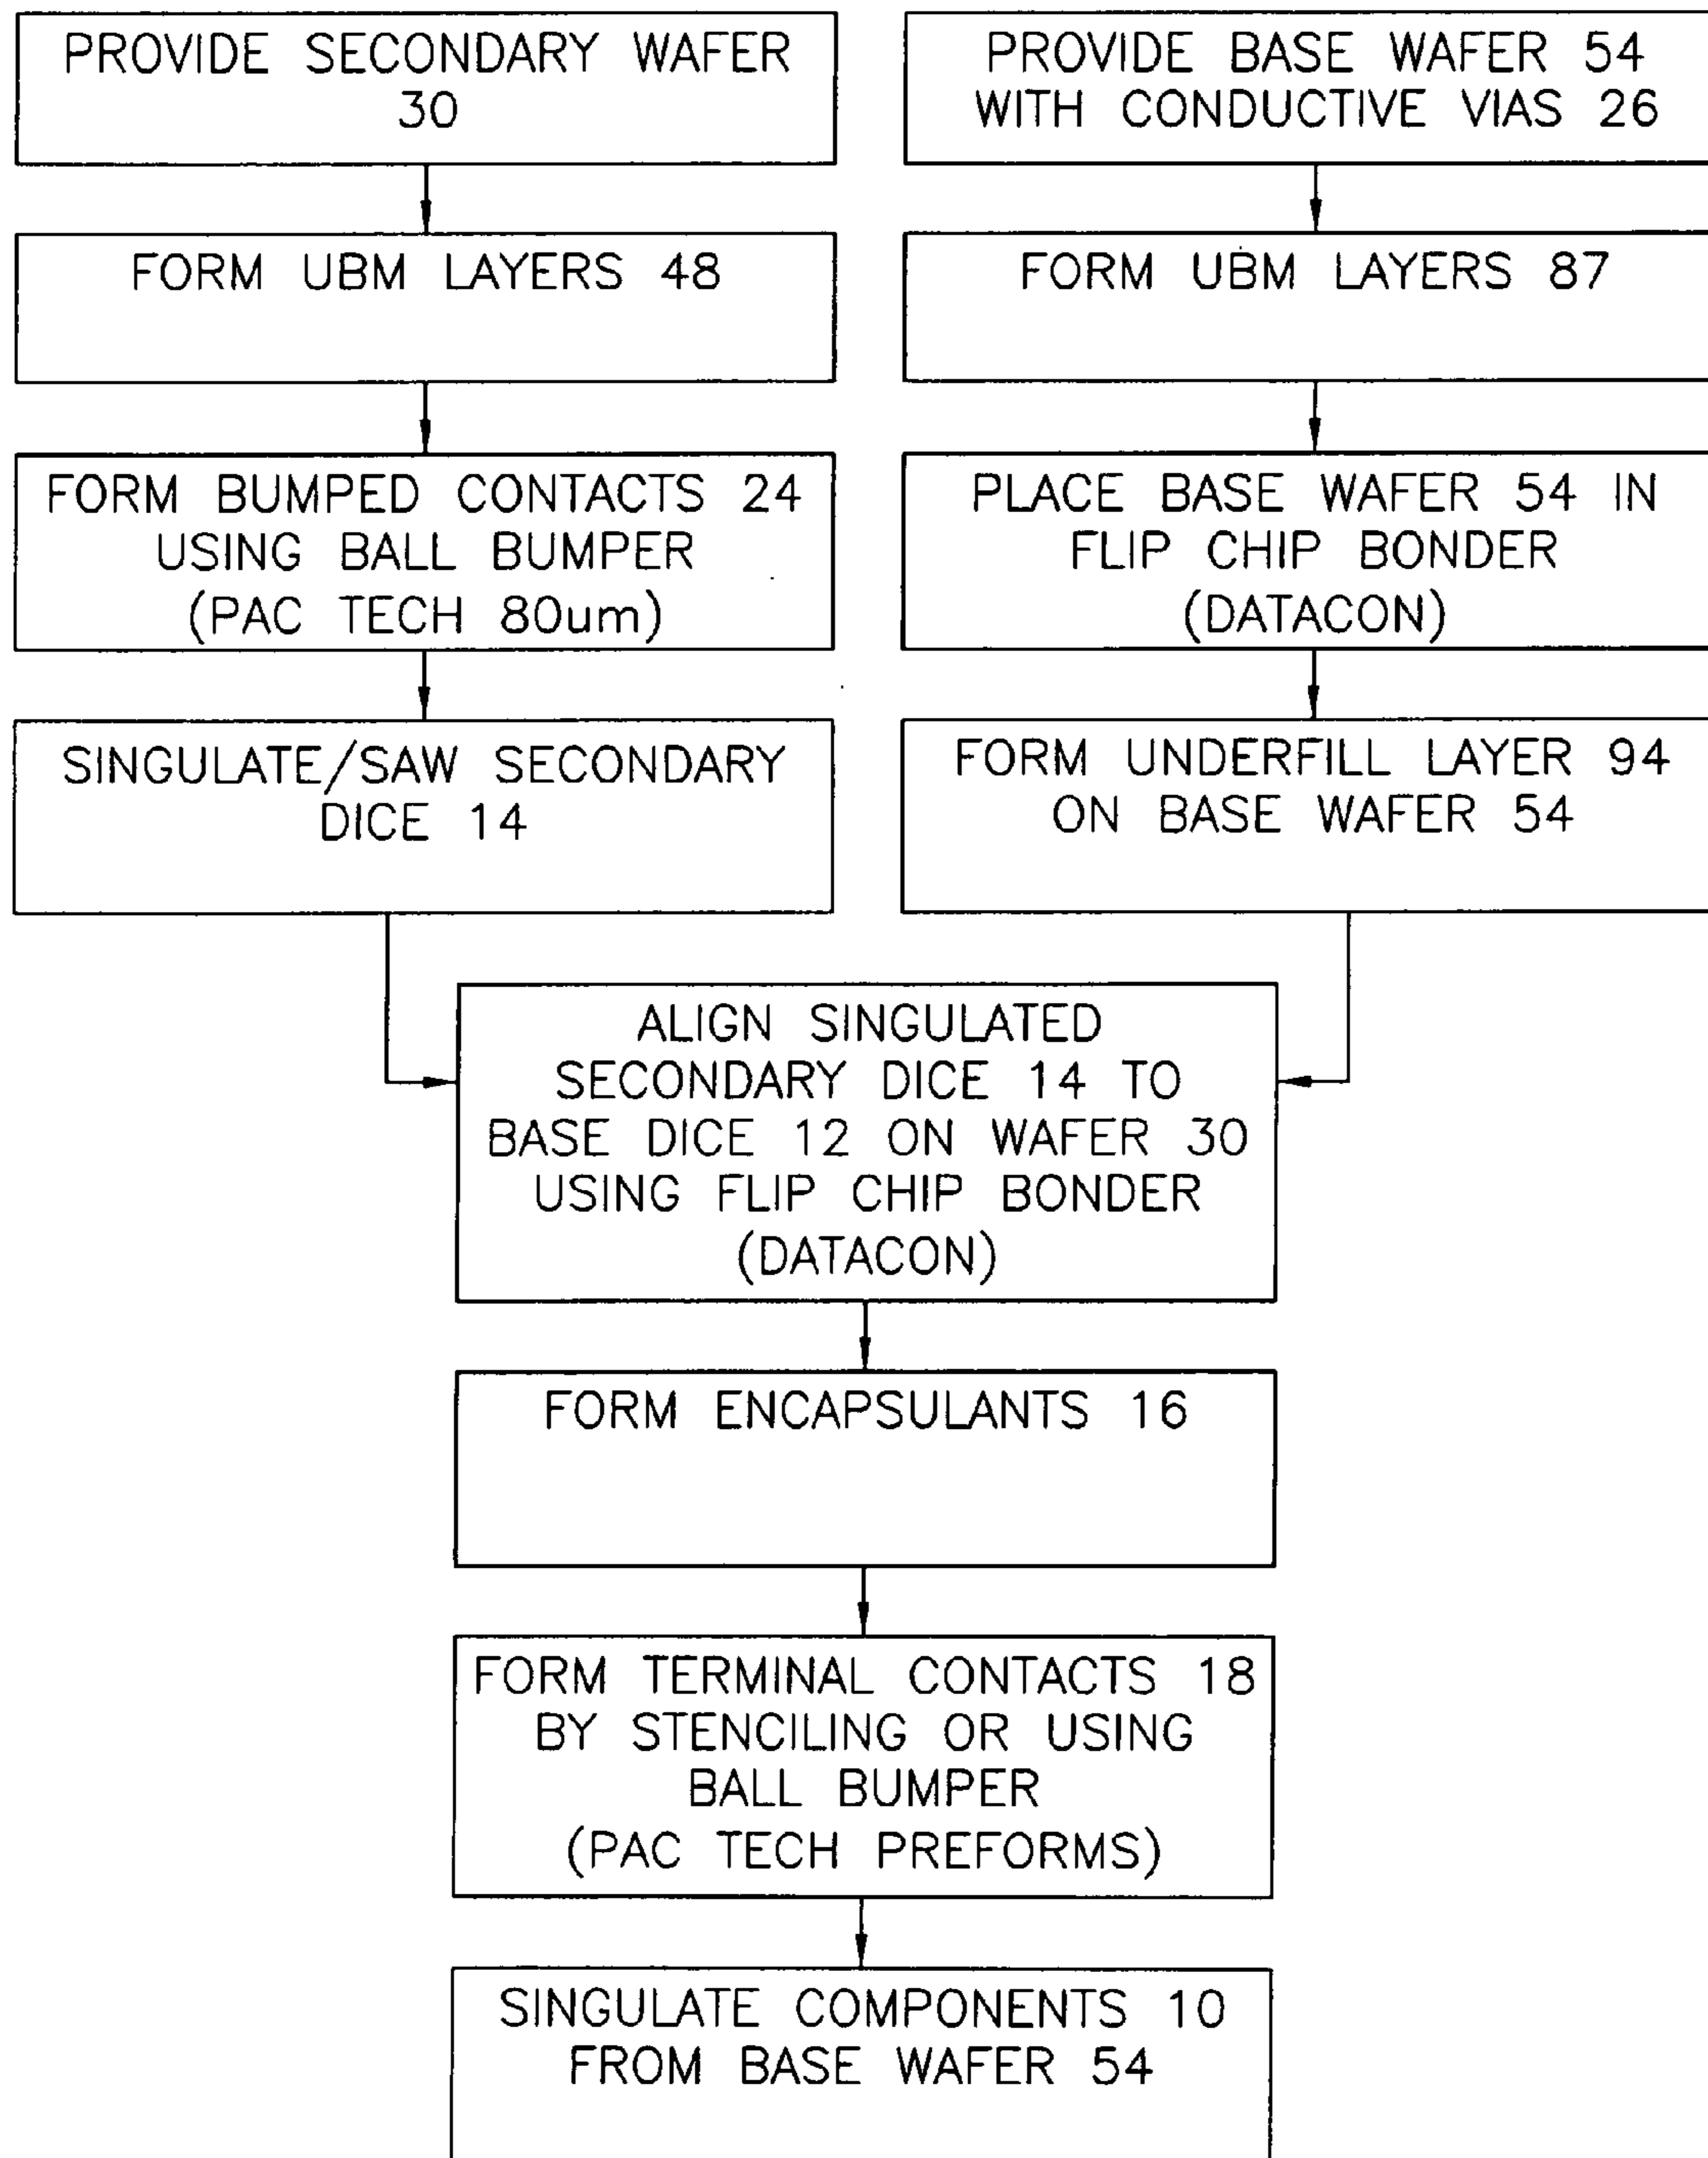 PROVIDE SECONDARY WAFER
30
FORM UBM LAYERS 48
FORM BUMPED CONTACTS 24
USING BALL BUMPER
(PAC TECH 80um)
SINGULATE/SAW SECONDARY
DICE 14
PROVIDE BASE WAFER 54
WITH CONDUCTIVE VIAS 26
FORM UBM LAYERS 87
PLACE BASE WAFER 54 IN
FLIP CHIP BONDER
(DATACON)
FORM UNDERFILL LAYER 94
ON BASE WAFER 54
ALIGN SINGULATED
SECONDARY DICE 14 TO
BASE DICE 12 ON WAFER 30
USING FLIP CHIP BONDER
(DATACON)
FORM ENCAPSULANTS 16
FORM TERMINAL CONTACTS 18
BY STENCILING OR USING
BALL BUMPER
(PAC TECH PREFORMS)
SINGULATE COMPONENTS 10
FROM BASE WAFER 54